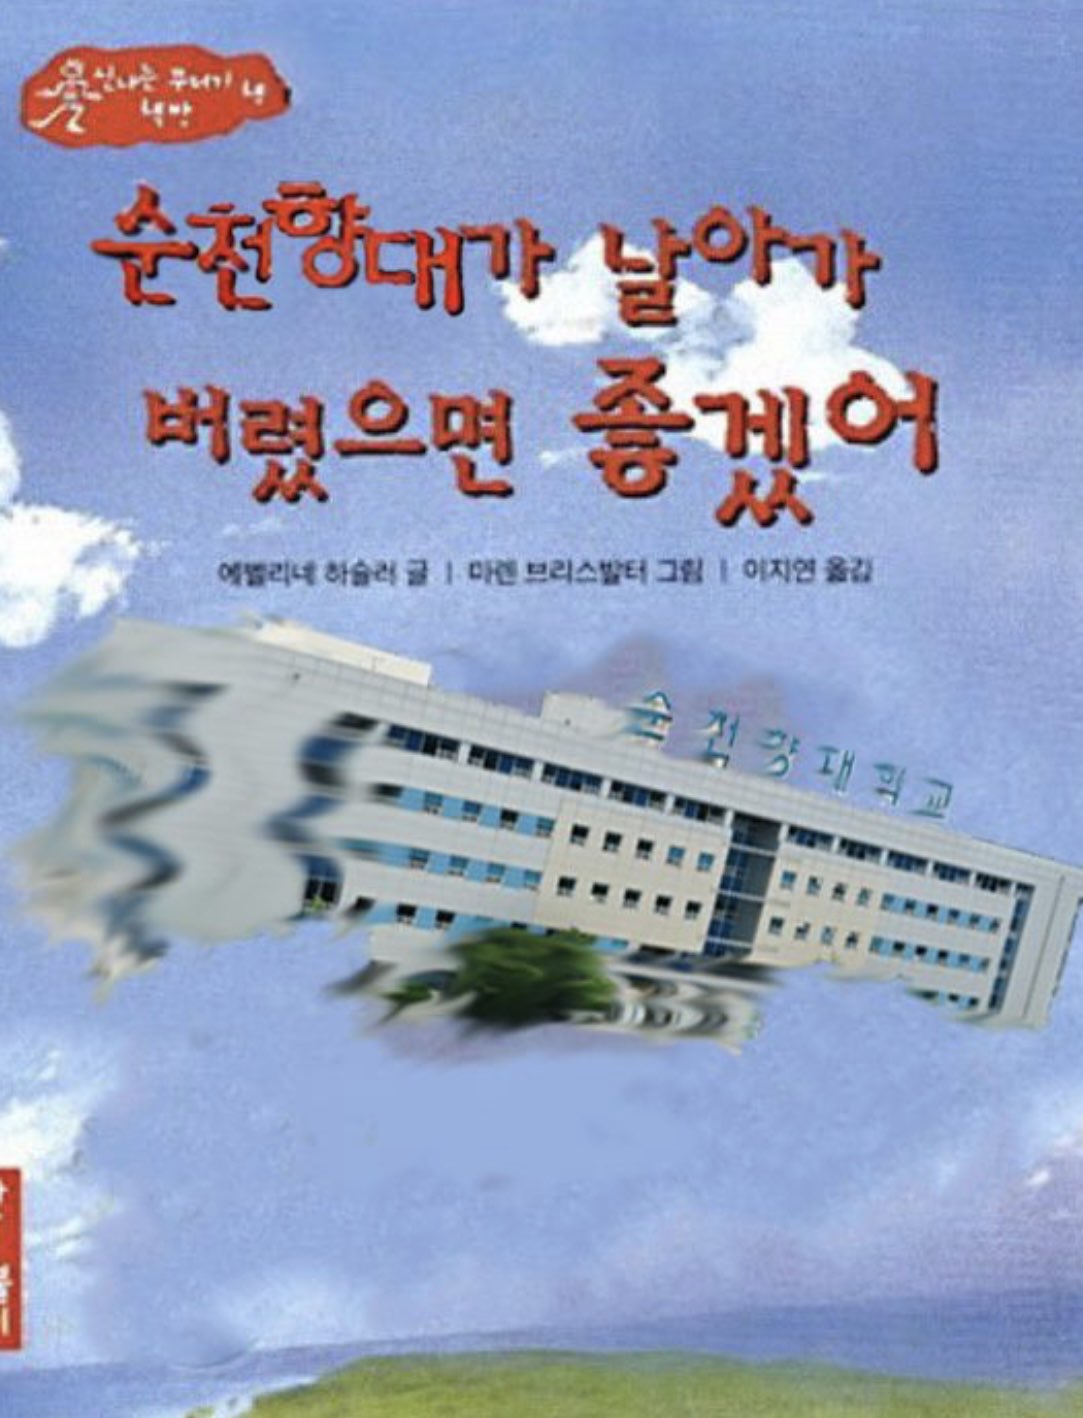 순천향대가 날아가
버렸으면 좋겠어
에벨리네 하슬러 글 | 마렌 브리스발터 그림 | 이지연 옮김
순천향대학교